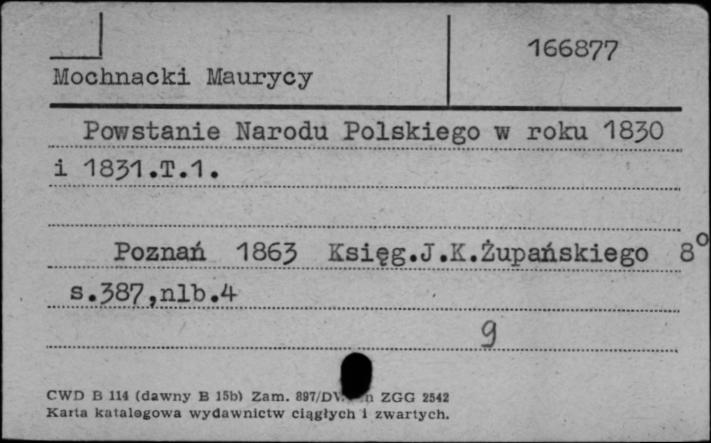 166877
Mochnacki Maurycy
Powstanie Narodu Polskiego w roku 1830
i 1831.T.1.
Poznań 1863 Księg.J.K.Żupańskiego 8°
s.387,nlb.4
9
CWD B 114 (dawny B 15b) Zam. 897/DW ZGG 2542
Karta katalogowa wydawnictw ciągłych i zwartych.